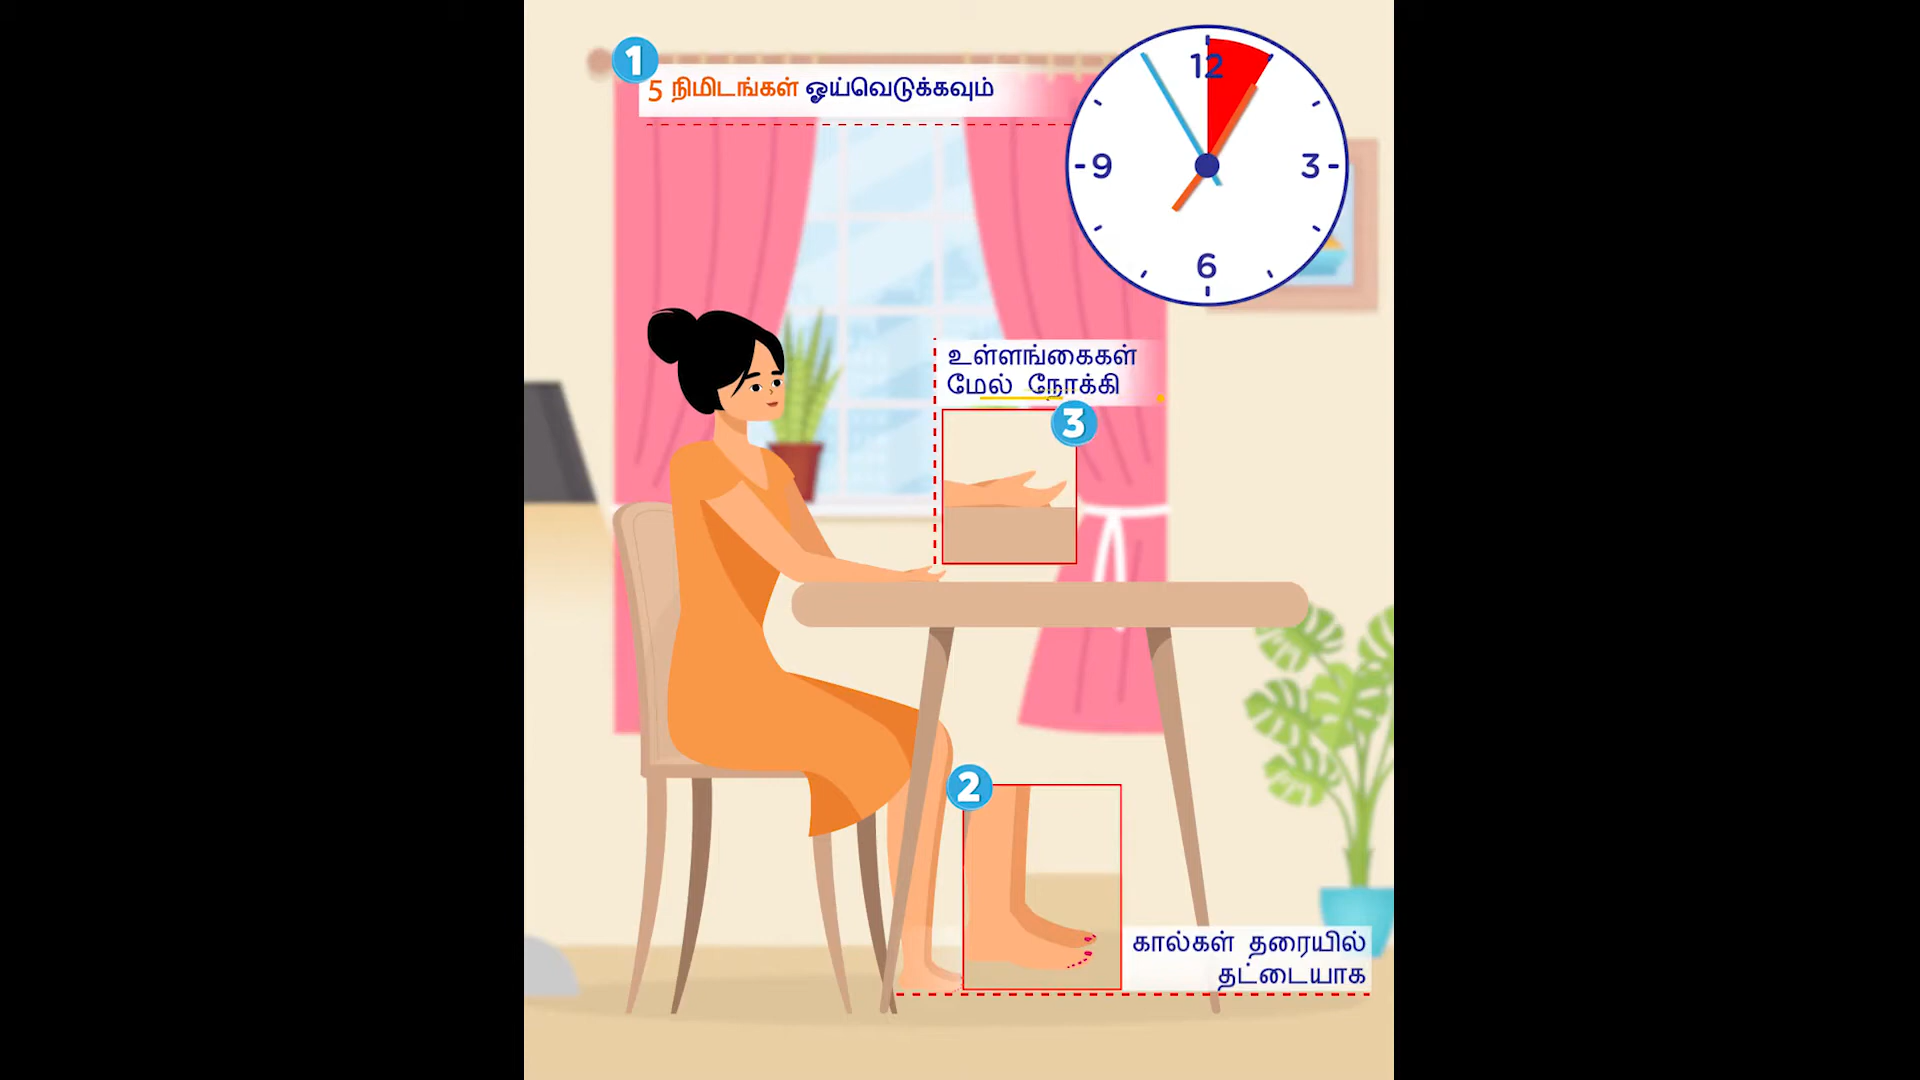 1
5 நிமிடங்கள் ஓய்வெடுக்கவும்
12
9
3
6
உள்ளங்கைகள்
மேல் நோக்கி
3
2
கால்கள் தரையில்
தட்டையாக